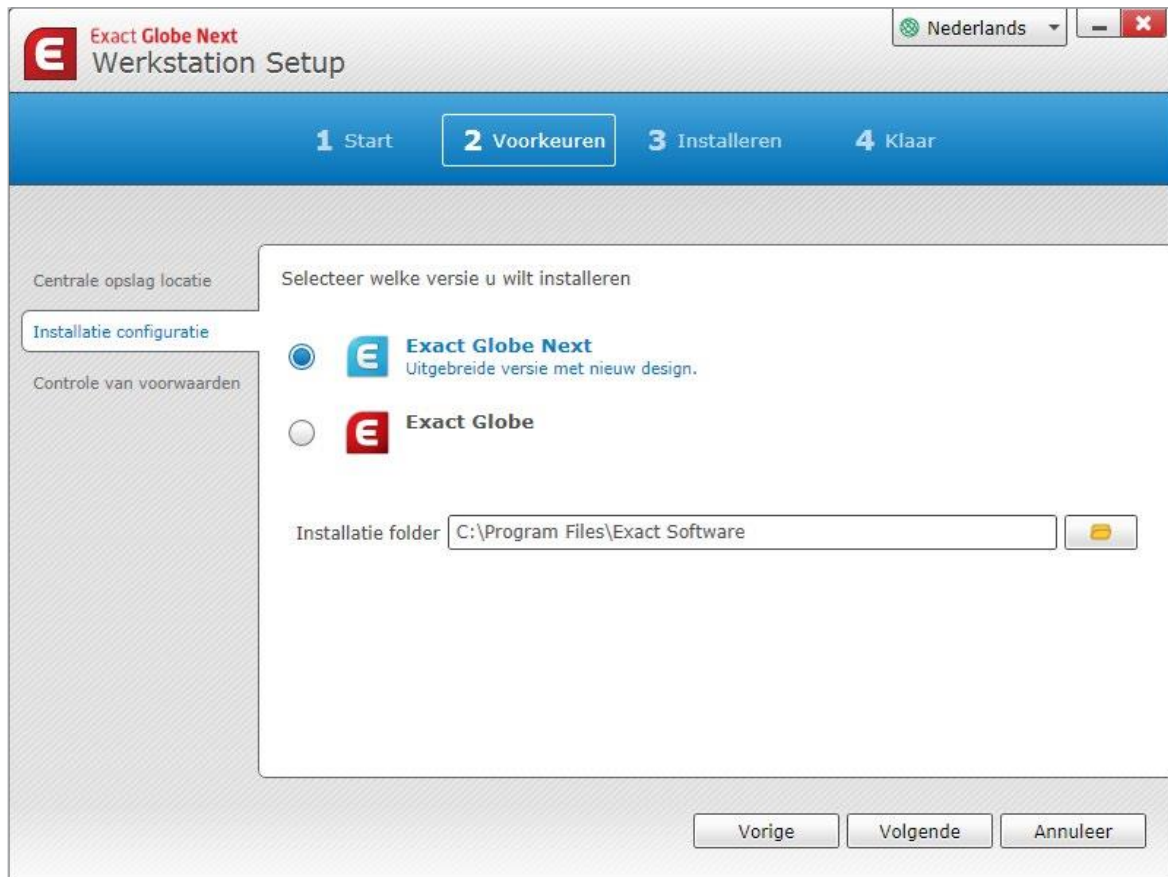 Exact Globe Next
Werkstation Setup
Nederlands
1 Start
2 Voorkeuren
3 Installeren
4 Klaar
Centrale opslag locatie
Installatie configuratie
Controle van voorwaarden
Selecteer welke versie u wilt installeren
Exact Globe Next
Uitgebreide versie met nieuw design.
Exact Globe
Installatie folder
C:\Program Files\Exact Software
Vorige
Volgende
Annuleer